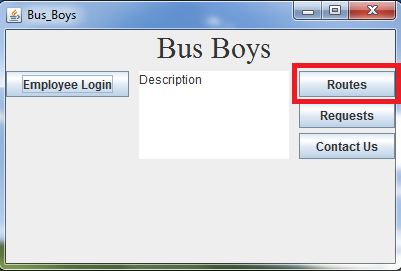 Bus_Boys
Bus Boys
Employee Login
Description
Routes
Requests
Contact Us